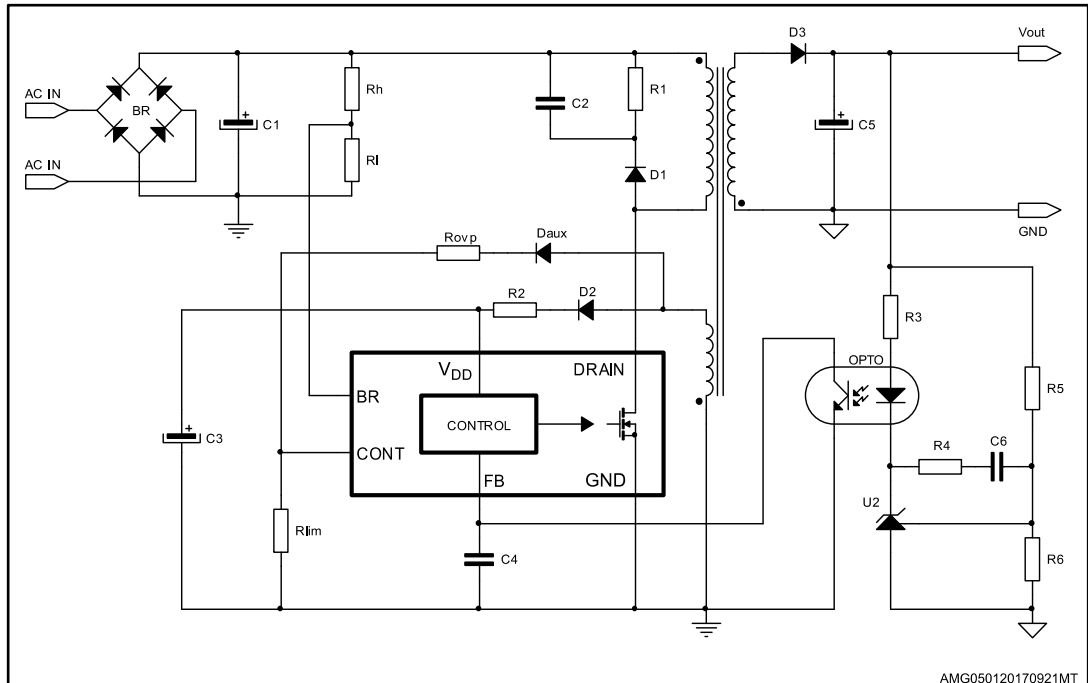 D3
Vout
AC IN
BR
C1
Rh
Rl
C2
R1
D1
C5
AC IN
GND
Rovp
Daux
R2
D2
R3
VDD
DRAIN
OPTO
BR
CONTROL
R5
C3
CONT
R4
C6
FB
GND
U2
Rlim
C4
R6
AMG050120170921MT